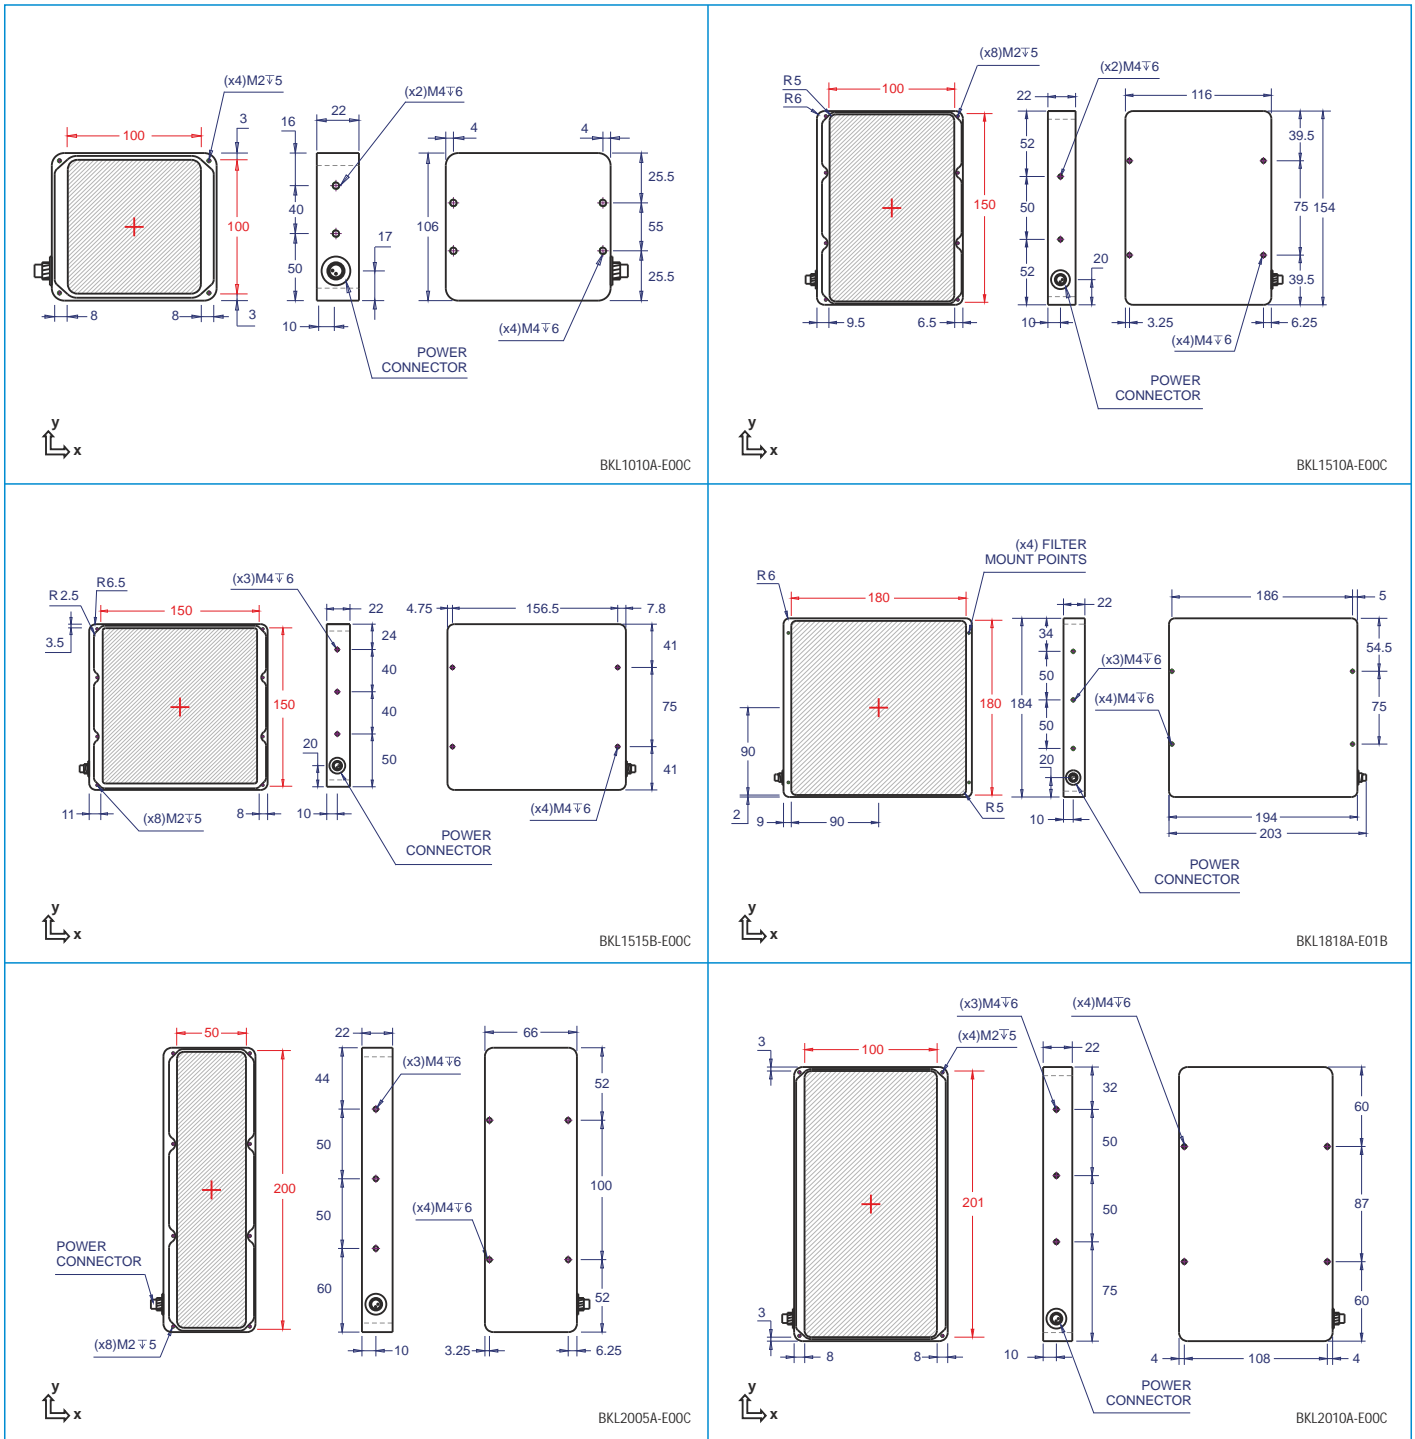 (x4)M2↧5
(x2)M4↧6
22
3
16
4
4
100
25.5
40
100
106
55
17
50
25.5
8
8
3
10
(x4)M4↧6
POWER
CONNECTOR
y
x
BKL1010A-E00C
(x8)M2↧5
(x2)M4↧6
R5
R6
100
22
116
39.5
52
150
50
75
154
20
52
39.5
9.5
6.5
10
3.25
6.25
(x4)M4↧6
POWER
CONNECTOR
y
x
BKL1510A-E00C
(x3)M4↧6
R6.5
R2.5
150
22
4.75
156.5
7.8
3.5
24
41
40
150
75
40
20
50
41
11
(x8)M2↧5
8
10
(x4)M4↧6
POWER
CONNECTOR
y
x
BKL1515B-E00C
(x4) FILTER
MOUNT POINTS
R6
180
22
186
5
34
54.5
(x3)M4↧6
50
(x4)M4↧6
180
184
75
50
90
20
2
9
90
R5
10
194
203
POWER
CONNECTOR
y
x
BKL1818A-E01B
50
22
66
(x3)M4↧6
44
52
50
200
100
(x4)M4↧6
50
POWER
CONNECTOR
60
52
(x8)M2↧5
10
3.25
6.25
y
x
BKL2005A-E00C
(x3)M4↧6
(x4)M4↧6
(x4)M2↧5
3
100
22
32
60
50
201
50
87
75
60
3
8
8
10
4
108
4
POWER
CONNECTOR
y
x
BKL2010A-E00C